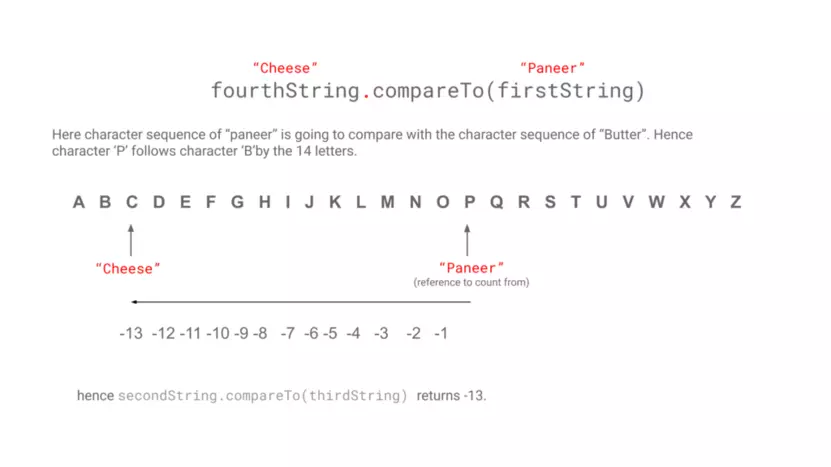 “Cheese” “Paneer”
fourthString.compareTo(firstString)
Here character sequence of “paneer” is going to compare with the character sequence of “Butter”. Hence
character ‘P’ follows character ‘B’by the 14 letters.
A B C D E F G H I J K L M N O P Q R S T U V W X Y Z
“Cheese” “Paneer”
(reference to count from)
-13 -12 -11 -10 -9 -8 -7 -6 -5 -4 -3 -2 -1
hence secondString.compareTo(thirdString) returns -13.